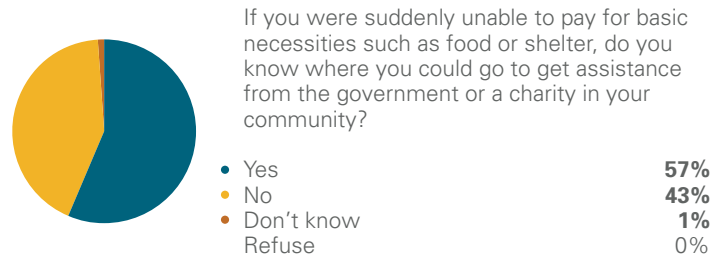 If you were suddenly unable to pay for basic
necessities such as food or shelter, do you
know where you could go to get assistance
from the government or a charity in your
community?
Yes 57%
No 43%
Don’t know 1%
Refuse 0%